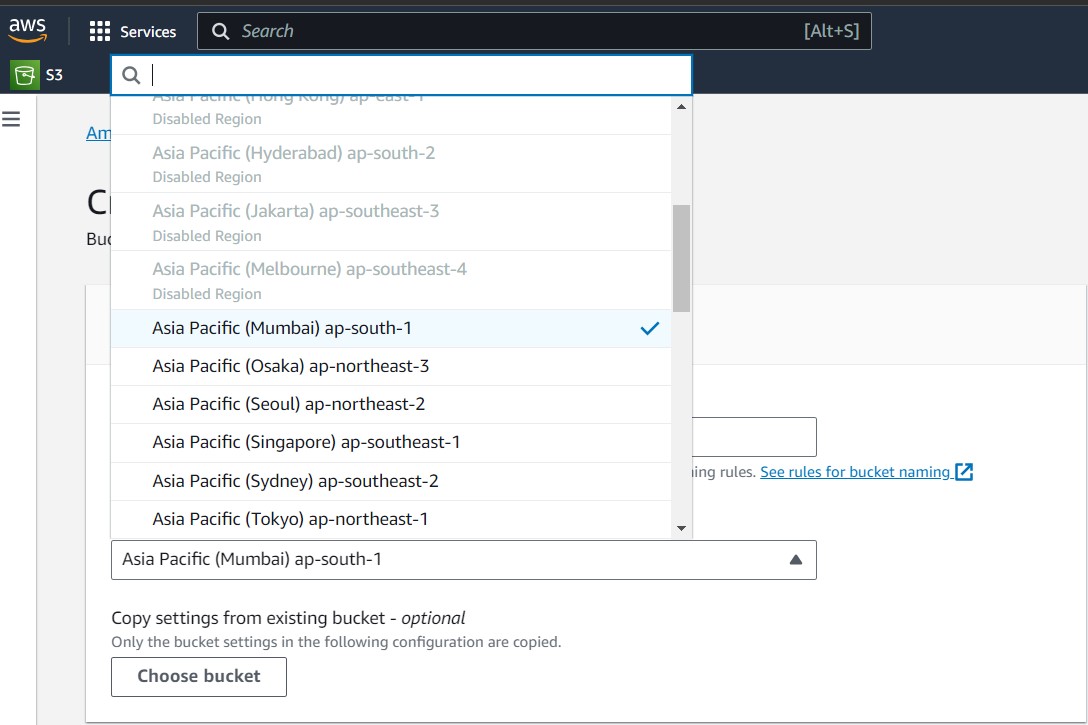 aws
Services
Search
[Alt+S]
S3
Am
Asia Pacific (Hong Kong) ap-east-1
Disabled Region
Asia Pacific (Hyderabad) ap-south-2
Disabled Region
Asia Pacific (Jakarta) ap-southeast-3
Disabled Region
Asia Pacific (Melbourne) ap-southeast-4
Disabled Region
Asia Pacific (Mumbai) ap-south-1
Asia Pacific (Osaka) ap-northeast-3
Asia Pacific (Seoul) ap-northeast-2
Asia Pacific (Singapore) ap-southeast-1
ing rules. See rules for bucket naming
Asia Pacific (Sydney) ap-southeast-2
Asia Pacific (Tokyo) ap-northeast-1
Asia Pacific (Mumbai) ap-south-1
Copy settings from existing bucket - optional
Only the bucket settings in the following configuration are copied.
Choose bucket